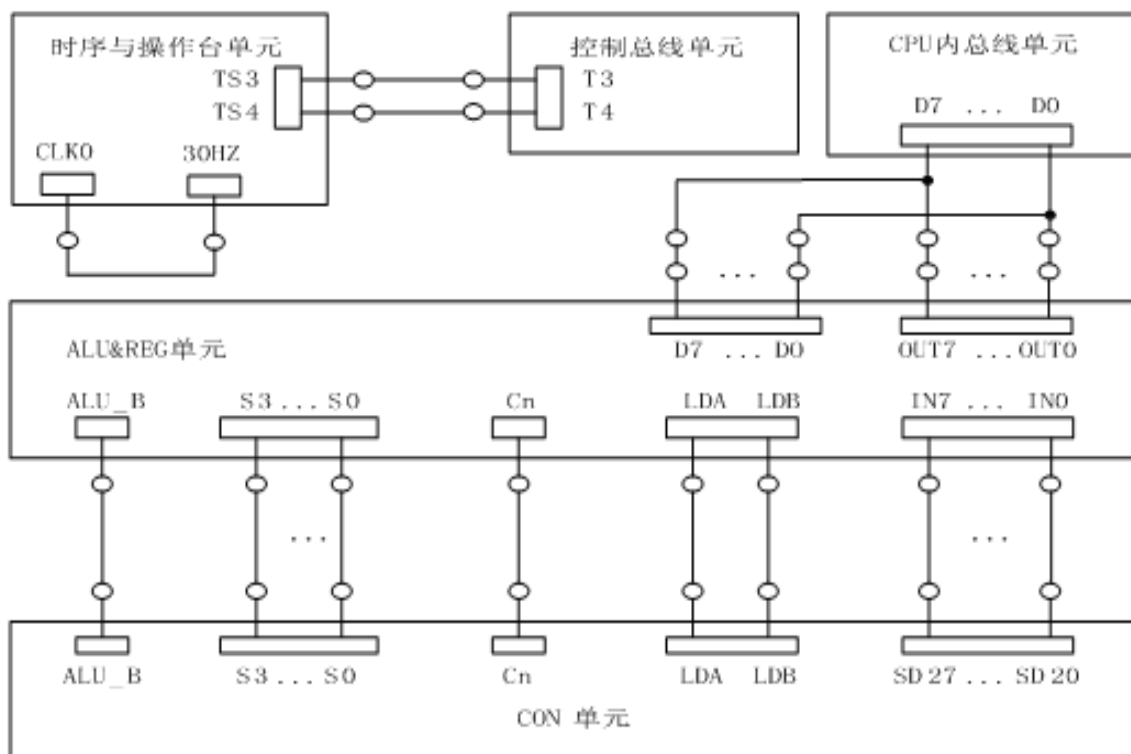 时序与操作台单元
TS3
TS4
CLK0
30HZ
控制总线单元
T3
T4
CPU内总线单元
D7 ... D0
...
...
D7 ... D0
OUT7 ... OUT0
ALU&REG单元
ALU_B
S3 ... S0
Cn
LDA LDB
IN7 ... IN0
...
...
ALU_B
S3 ... S0
Cn
LDA LDB
SD27 ... SD20
CON 单元